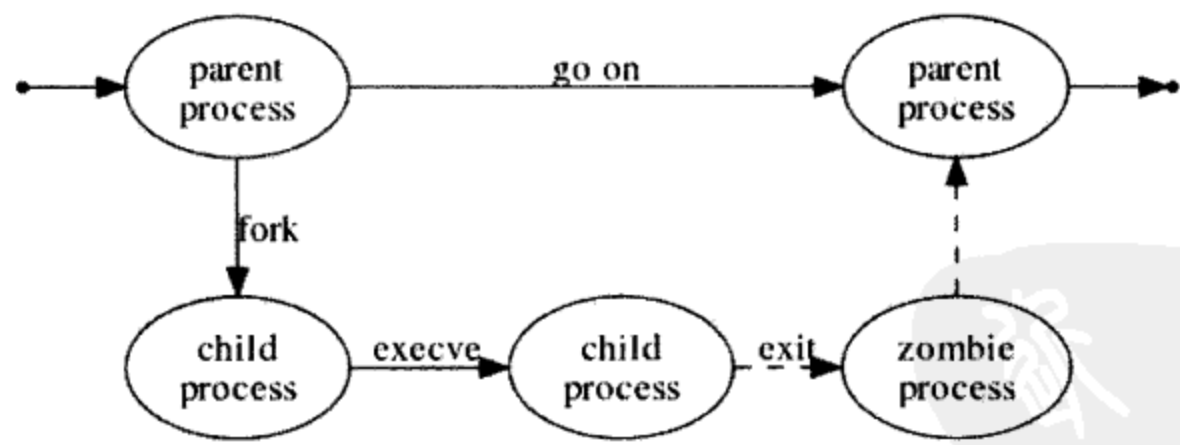 parent
process
go on
parent
process
fork
child
process
execve
child
process
exit
zombie
process